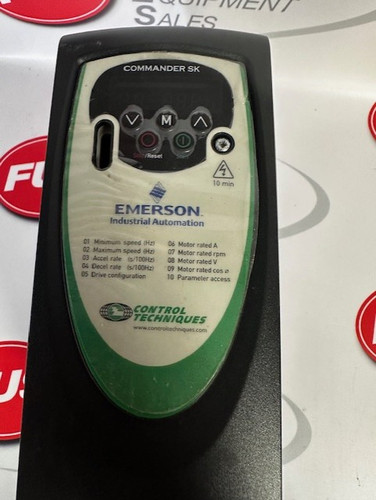 EQUIPMENT
SALES
FU
COMMANDER SK
M
/Reset
10 min
EMERSON
Industrial Automation
01 Minimum speed (Hz)
02 Maximum speed (Hz)
03 Accel rate (s/100Hz)
04 Decel rate (s/100Hz)
05 Drive configuration
06 Motor rated A
07 Motor rated rpm
08 Motor rated V
09 Motor rated cos ø
10 Parameter access
CONTROL
TECHNIQUES
www.controltechniques.com
FUS
US